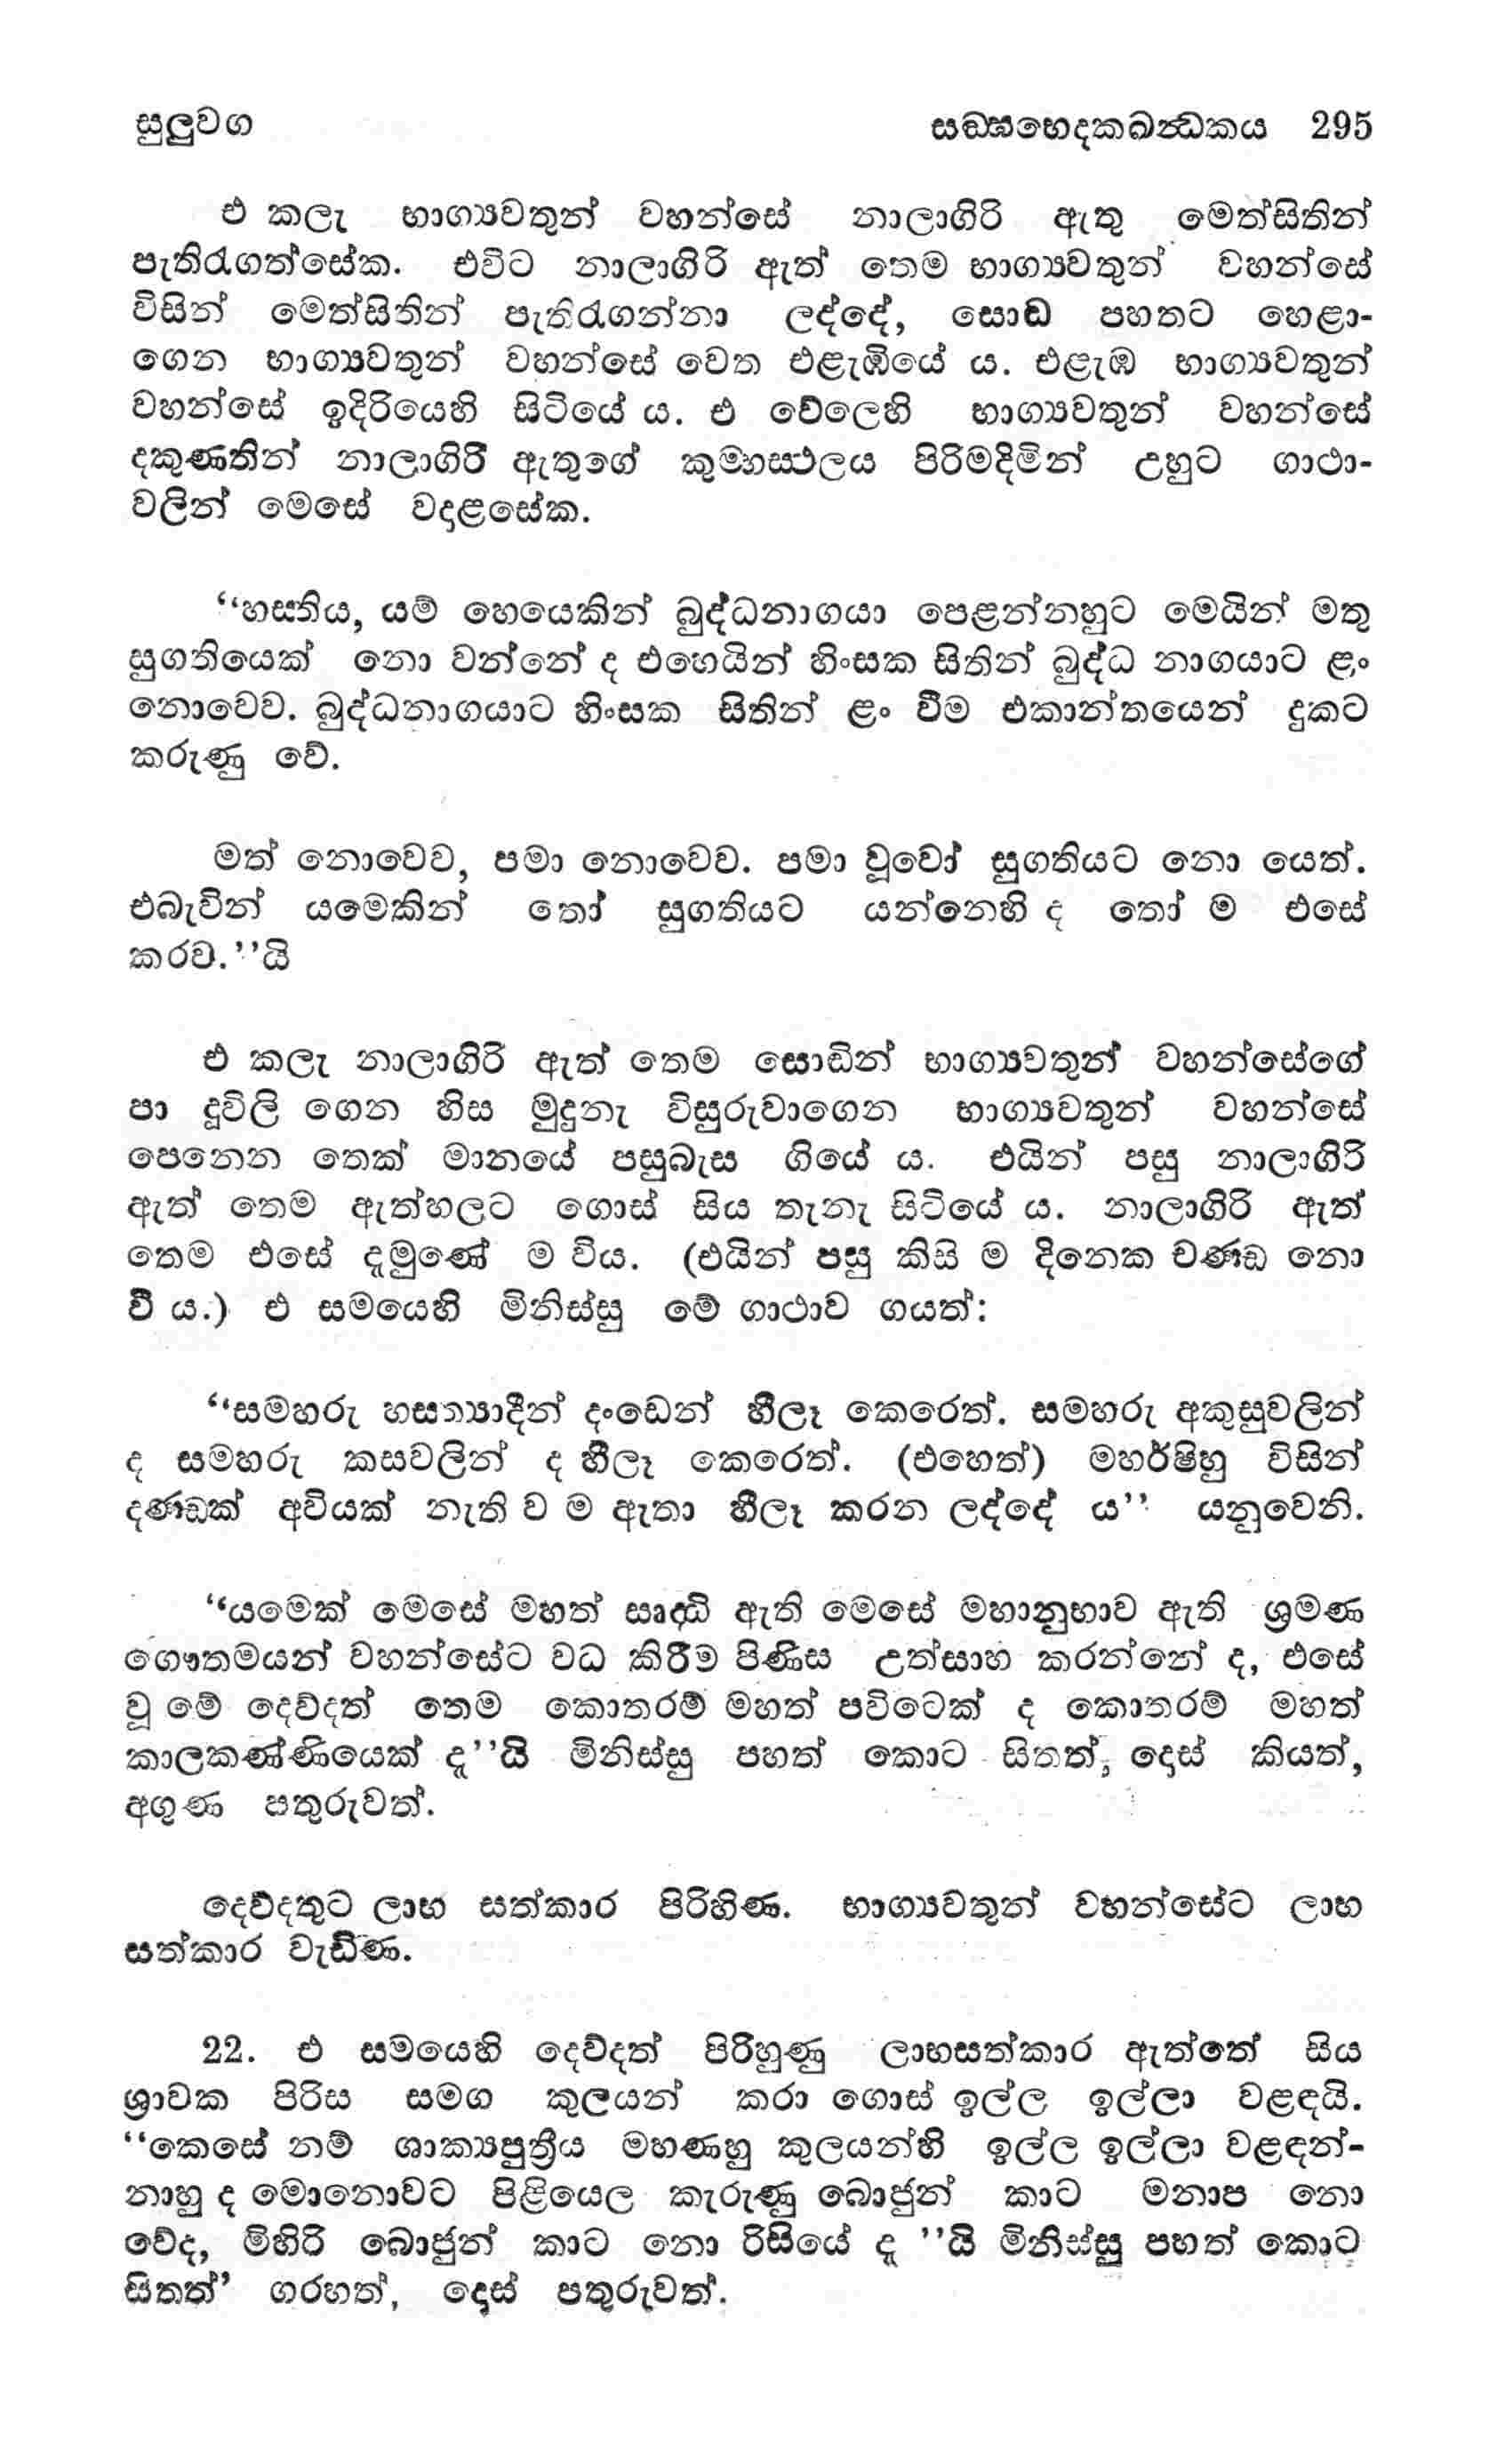 සුලුවග
සඞ්ඝභෙදකඛන්ධකය 295
එ කලැ භාග්‍යවතුන් වහන්සේ නාලාගිරි ඇතු මෙත්සිතින්
පැතිරැගත්සේක. එවිට නාලාගිරි ඇත් තෙම භාග්‍යවතුන් වහන්සේ
විසින් මෙත්සිතින් පැතිරැගන්නා ලද්දේ, සොඬ පහතට හෙළා-
ගෙන භාග්‍යවතුන් වහන්සේ වෙත එළැඹියේ ය. එළැඹ භාග්‍යවතුන්
වහන්සේ ඉදිරියෙහි සිටියේ ය. එ වේලෙහි භාග්‍යවතුන් වහන්සේ
දකුණතින් නාලාගිරි ඇතුගේ කුම්භස්ථලය පිරිමදිමින් උහුට ගාථා-
වලින් මෙසේ වදාළසේක.
‘‘හස්තිය, යම් හෙයෙකින් බුද්ධනාගයා පෙළන්නහුට මෙයින් මතු
සුගතියෙක් නො වන්නේ ද එහෙයින් හිංසක සිතින් බුද්ධ නාගයාට ළං
නොවෙව. බුද්ධනාගයාට හිංසක සිතින් ළං වීම එකාන්තයෙන් දුකට
කරුණු වේ.
මත් නොවෙව, පමා නොවෙව. පමා වූවෝ සුගතියට නො යෙත්.
එබැවින් යමෙකින් තෝ සුගතියට යන්නෙහි ද තෝ ම එසේ
කරව.’’යි
එ කලැ නාලාගිරි ඇත් තෙම සොඬින් භාග්‍යවතුන් වහන්සේගේ
පා දූවිලි ගෙන හිස මුදුනැ විසුරුවාගෙන භාග්‍යවතුන් වහන්සේ
පෙනෙන තෙක් මානයේ පසුබැස ගියේ ය. එයින් පසු නාලාගිරි
ඇත් තෙම ඇත්හලට ගොස් සිය තැනැ සිටියේ ය. නාලාගිරි ඇත්
තෙම එසේ දැමුණේ ම විය. (එයින් පසු කිසි ම දිනෙක චණ්ඩ නො
වී ය.) එ සමයෙහි මිනිස්සු මේ ගාථාව ගයත්:
‘‘සමහරු හස්ත්‍යාදීන් දංඩෙන් හීලෑ කෙරෙත්. සමහරු අකුසුවලින්
ද සමහරු කසවලින් ද හීලෑ කෙරෙත්. (එහෙත්) මහර්ෂිහු විසින්
දණ්ඩක් අවියක් නැති ව ම ඇතා හීලෑ කරන ලද්දේ ය’’ යනුවෙනි.
‘‘යමෙක් මෙසේ මහත් සෘද්ධි ඇති මෙසේ මහානුභාව ඇති ශ්‍රමණ
ගෞතමයන් වහන්සේට වධ කිරීම පිණිස උත්සාහ කරන්නේ ද, එසේ
වූ මේ දෙව්දත් තෙම කොතරම් මහත් පව්ටෙක් ද කොතරම් මහත්
කාලකණ්ණියෙක් දැ’’යි මිනිස්සු පහත් කොට සිතත්, දොස් කියත්,
අගුණ පතුරුවත්.
දෙව්දතුට ලාභ සත්කාර පිරිහිණ. භාග්‍යවතුන් වහන්සේට ලාභ
සත්කාර වැඩිණ.
22. එ සමයෙහි දෙව්දත් පිරිහුණු ලාභසත්කාර ඇත්තේ සිය
ශ්‍රාවක පිරිස සමග කුලයන් කරා ගොස් ඉල්ල ඉල්ලා වළඳයි.
‘‘කෙසේ නම් ශාක්‍යපුත්‍රීය මහණහු කුලයන්හි ඉල්ල ඉල්ලා වළඳන්-
නාහු ද මොනොවට පිළියෙල කැරුණු බොජුන් කාට මනාප නො
වේද, මිහිරි බොජුන් කාට නො රිසියේ දැ ’’යි මිනිස්සු පහත් කොට
සිතත්’ ගරහත්, දොස් පතුරුවත්.